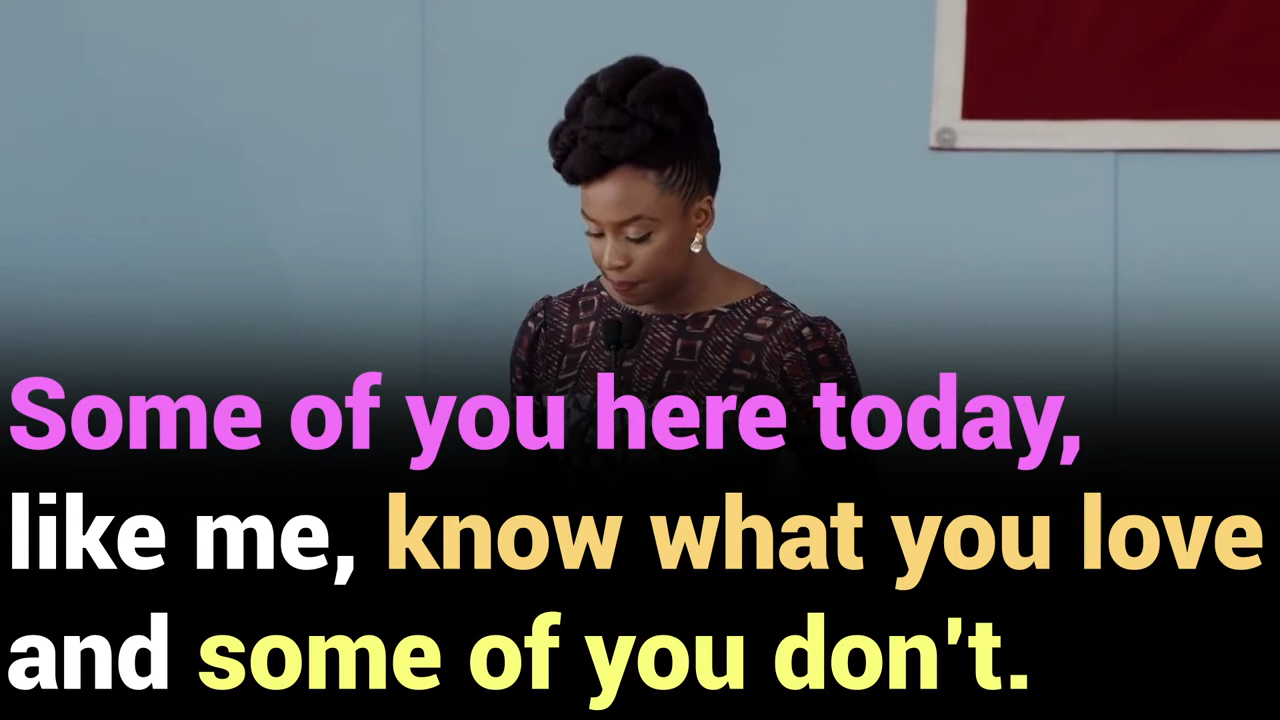 Some of you here today,
like me, know what you love
and some of you don't.